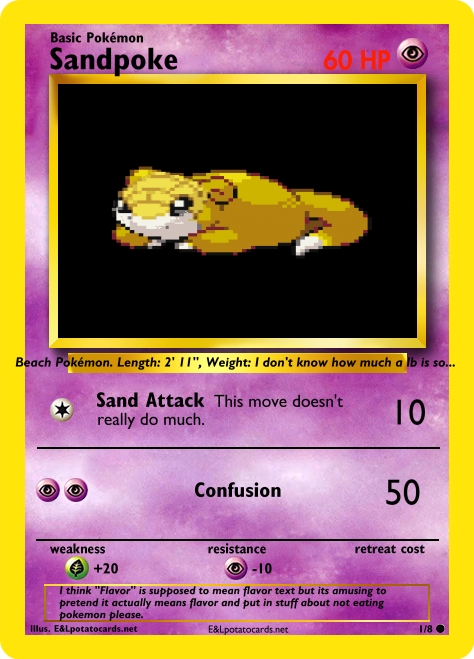 Basic Pokémon
Sandpoke
60 HP
Beach Pokémon. Length: 2' 11", Weight: I don't know how much a lb is so...
Sand Attack This move doesn't
really do much.
10
Confusion
50
weakness
resistance
retreat cost
+20
-10
I think "Flavor" is supposed to mean flavor text but its amusing to
pretend it actually means flavor and put in stuff about not eating
pokemon please.
Illus. E&Lpotatocards.net
E&Lpotatocards.net
1/8